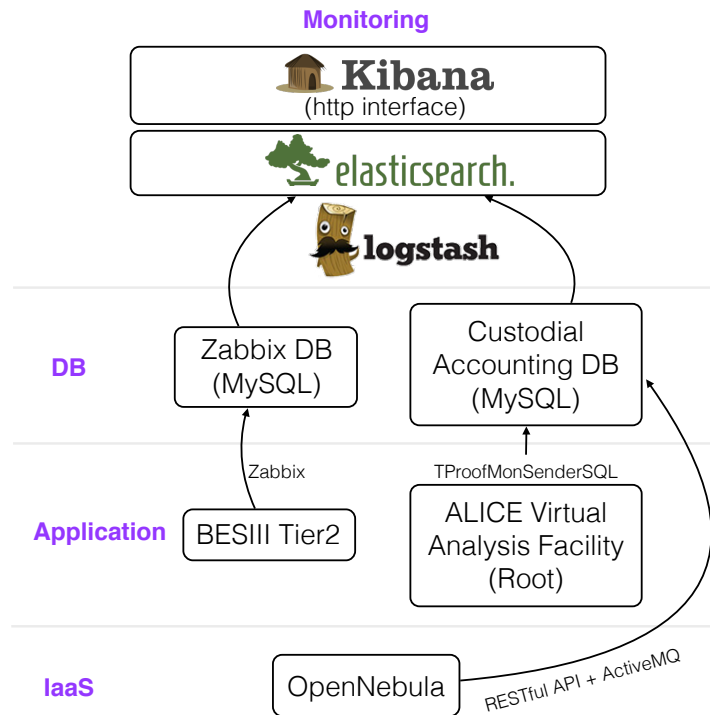 Monitoring
Kibana
(http interface)
elasticsearch.
logstash
DB
Zabbix DB
(MySQL)
Custodial
Accounting DB
(MySQL)
Zabbix
TProofMonSenderSQL
Application
BESIII Tier2
ALICE Virtual
Analysis Facility
(Root)
IaaS
OpenNebula
RESTful API + ActiveMQ